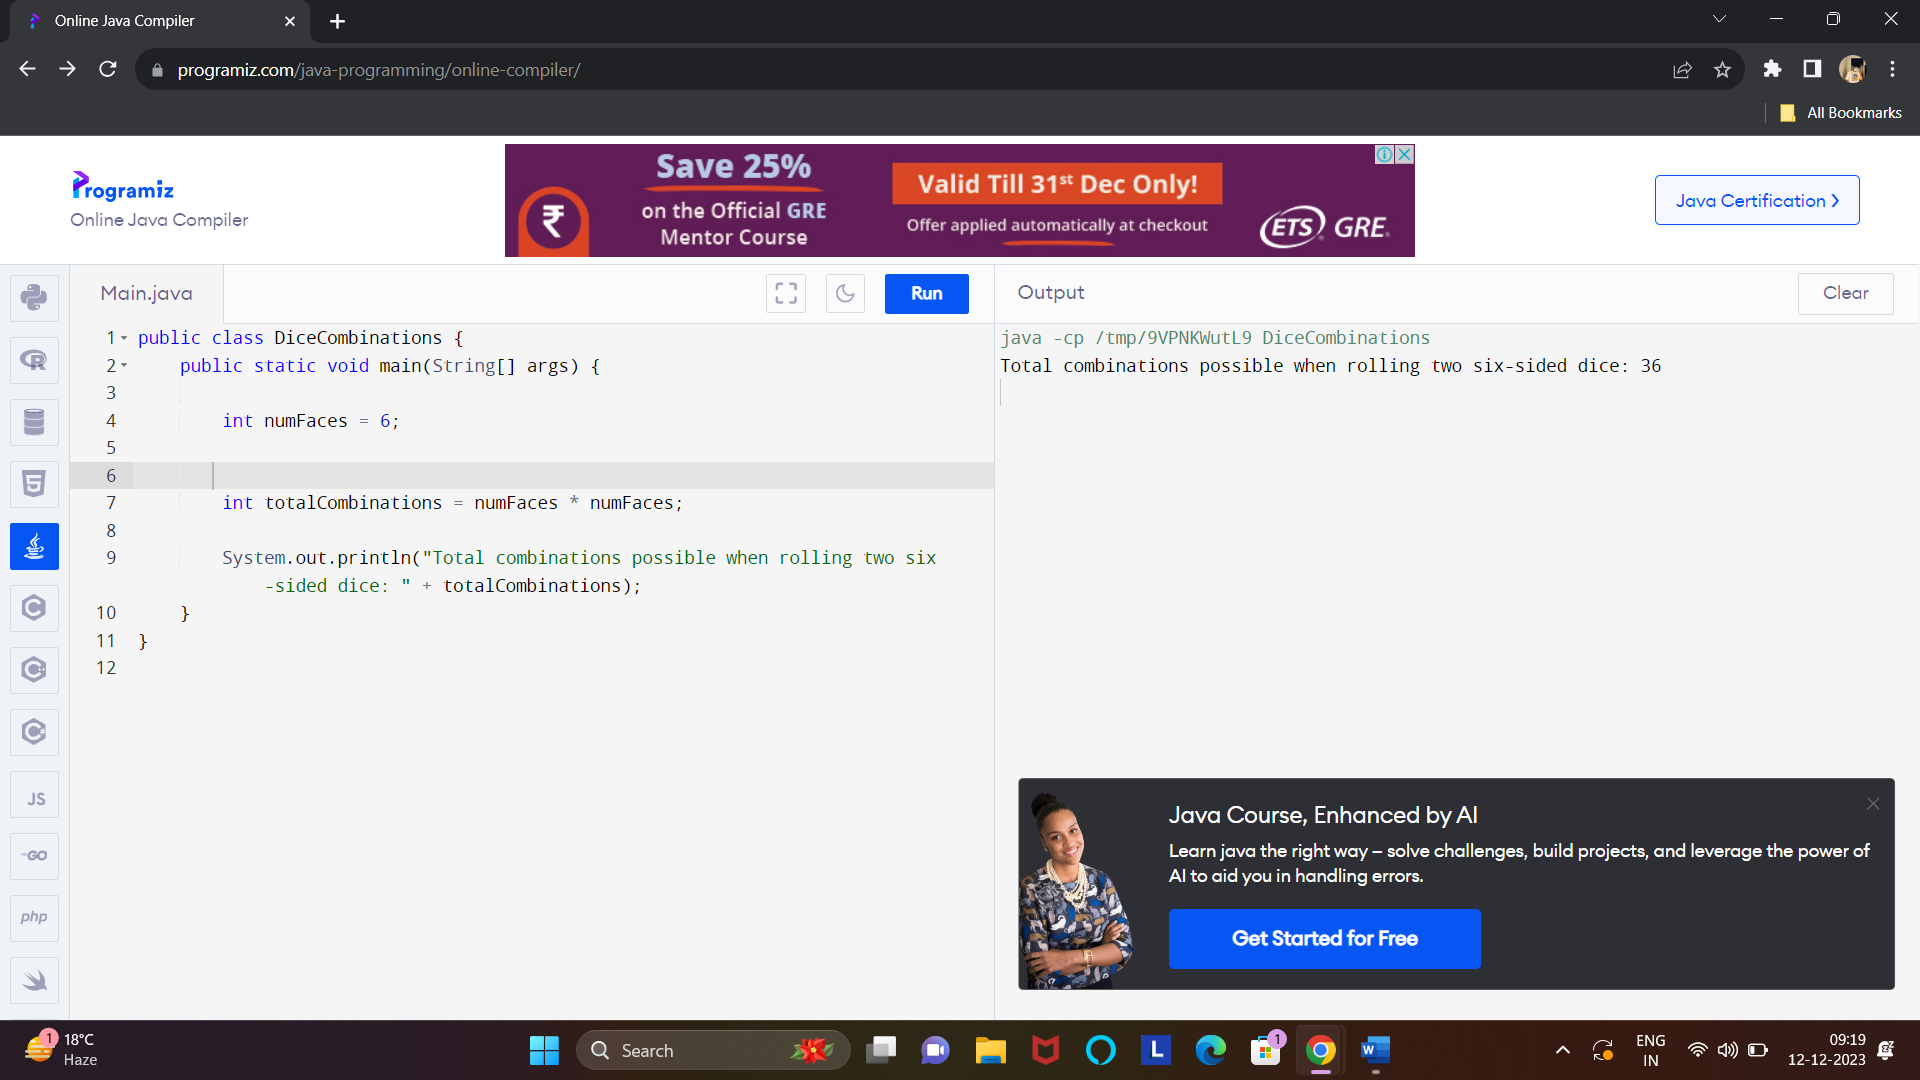 Online Java Compiler
programiz.com/java-programming/online-compiler/
All Bookmarks
Programiz
Online Java Compiler
Save 25%
on the Official GRE
Mentor Course
Valid Till 31st Dec Only!
Offer applied automatically at checkout
ETS GRE.
Java Certification >
Main.java
Run
Output
Clear
1 public class DiceCombinations {
2 public static void main(String[] args) {
3
4 int numFaces = 6;
5
6
7 int totalCombinations = numFaces * numFaces;
8
9 System.out.println("Total combinations possible when rolling two six
-sided dice: " + totalCombinations);
10 }
11 }
12
java -cp /tmp/9VPNKWutL9 DiceCombinations
Total combinations possible when rolling two six-sided dice: 36
JS
GO
php
Java Course, Enhanced by AI
Learn java the right way – solve challenges, build projects, and leverage the power of
AI to aid you in handling errors.
Get Started for Free
1
18°C
Haze
Search
L
1
W
ENG
IN
09:19
12-12-2023